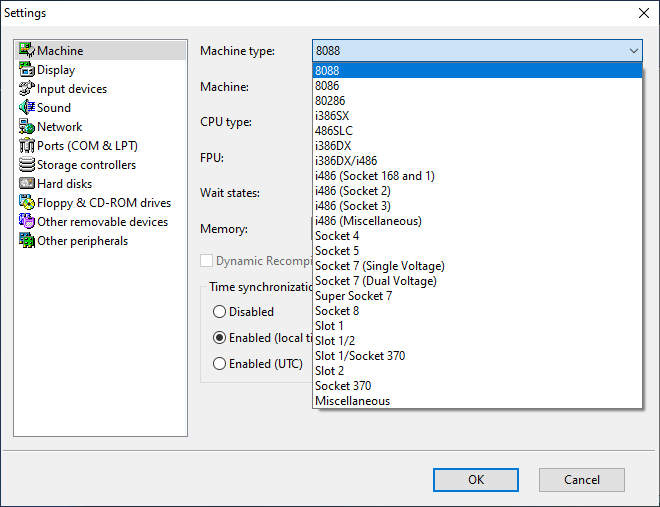 Settings
Machine
Display
Input devices
Sound
Network
Ports (COM & LPT)
Storage controllers
Hard disks
Floppy & CD-ROM drives
Other removable devices
Other peripherals
Machine type:
8088
8088
8086
80286
i386SX
486SLC
i386DX
i386DX/i486
i486 (Socket 168 and 1)
i486 (Socket 2)
i486 (Socket 3)
i486 (Miscellaneous)
Socket 4
Socket 5
Socket 7 (Single Voltage)
Socket 7 (Dual Voltage)
Super Socket 7
Socket 8
Slot 1
Slot 1/2
Slot 1/Socket 370
Slot 2
Socket 370
Miscellaneous
Machine:
CPU type:
FPU:
Wait states:
Memory:
Dynamic Recompi
Time synchronizatio
Disabled
Enabled (local ti
Enabled (UTC)
OK
Cancel